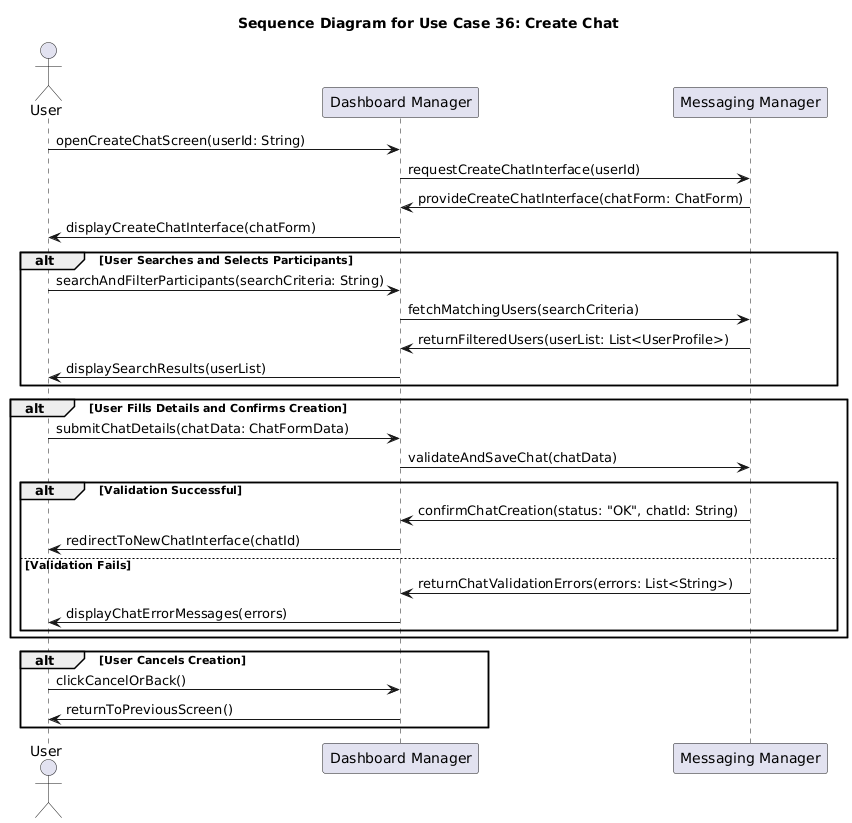 Sequence Diagram for Use Case 36: Create Chat
User
Dashboard Manager
Messaging Manager
openCreateChatScreen(userId: String)
requestCreateChatInterface(userId)
provideCreateChatInterface(chatForm: ChatForm)
displayCreateChatInterface(chatForm)
alt [User Searches and Selects Participants]
searchAndFilterParticipants(searchCriteria: String)
fetchMatchingUsers(searchCriteria)
returnFilteredUsers(userList: List<UserProfile>)
displaySearchResults(userList)
alt [User Fills Details and Confirms Creation]
submitChatDetails(chatData: ChatFormData)
validateAndSaveChat(chatData)
alt [Validation Successful]
confirmChatCreation(status: "OK", chatId: String)
redirectToNewChatInterface(chatId)
[Validation Fails]
returnChatValidationErrors(errors: List<String>)
displayChatErrorMessages(errors)
alt [User Cancels Creation]
clickCancelOrBack()
returnToPreviousScreen()
User
Dashboard Manager
Messaging Manager